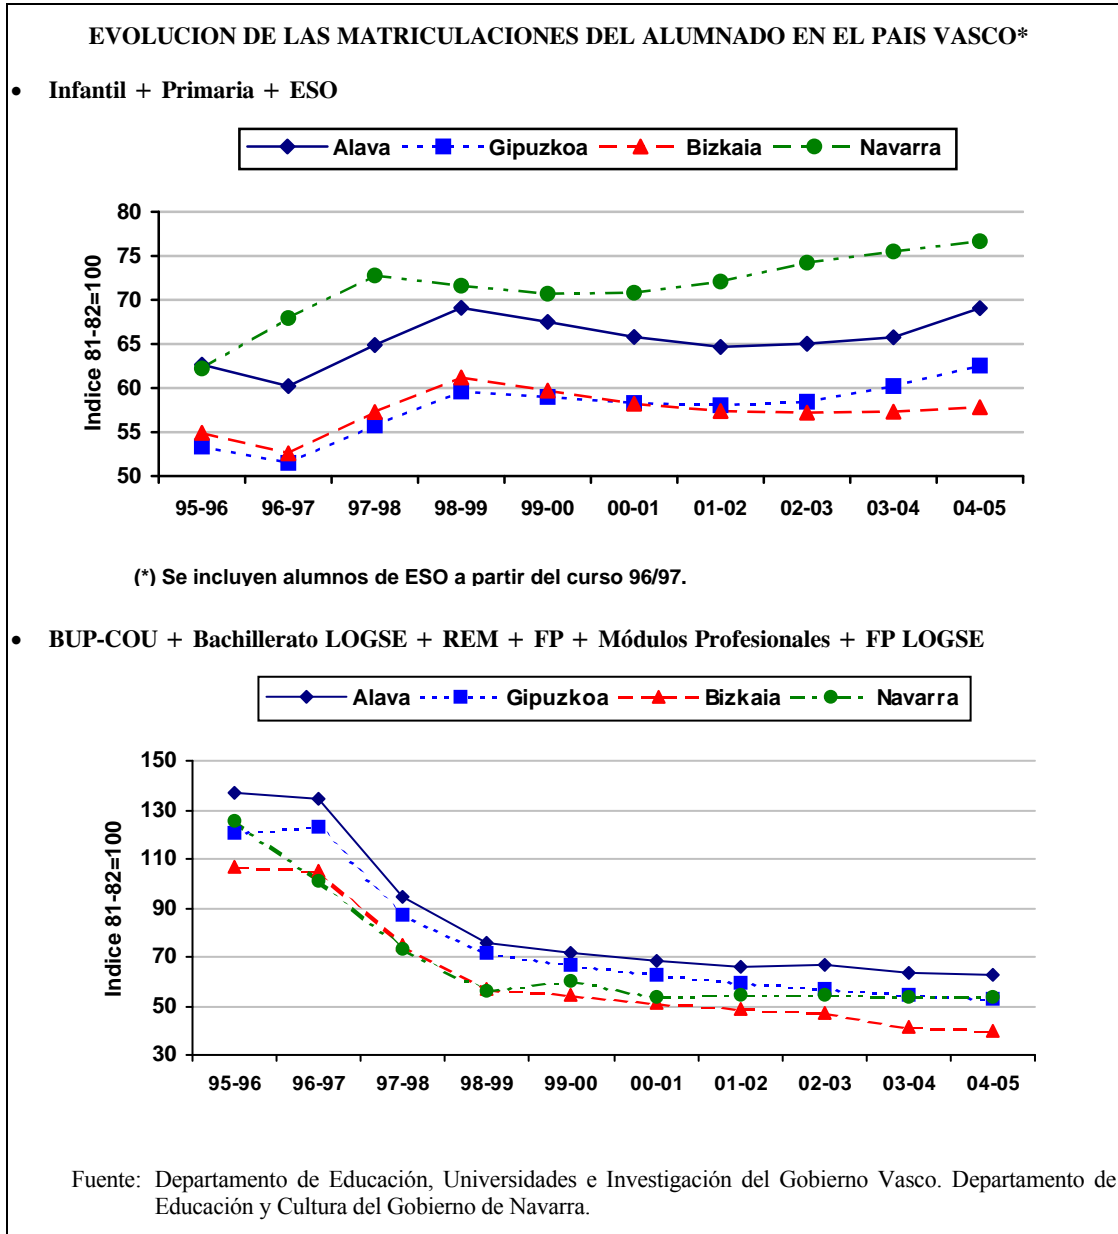 EVOLUCION DE LAS MATRICULACIONES DEL ALUMNADO EN EL PAIS VASCO*
• Infantil + Primaria + ESO
Alava Gipuzkoa Bizkaia Navarra
Indice 81-82=100
80
75
70
65
60
55
50
95-96 96-97 97-98 98-99 99-00 00-01 01-02 02-03 03-04 04-05
(*) Se incluyen alumnos de ESO a partir del curso 96/97.
• BUP-COU + Bachillerato LOGSE + REM + FP + Módulos Profesionales + FP LOGSE
Alava Gipuzkoa Bizkaia Navarra
Indice 81-82=100
150
130
110
90
70
50
30
95-96 96-97 97-98 98-99 99-00 00-01 01-02 02-03 03-04 04-05
Fuente: Departamento de Educación, Universidades e Investigación del Gobierno Vasco. Departamento de
Educación y Cultura del Gobierno de Navarra.